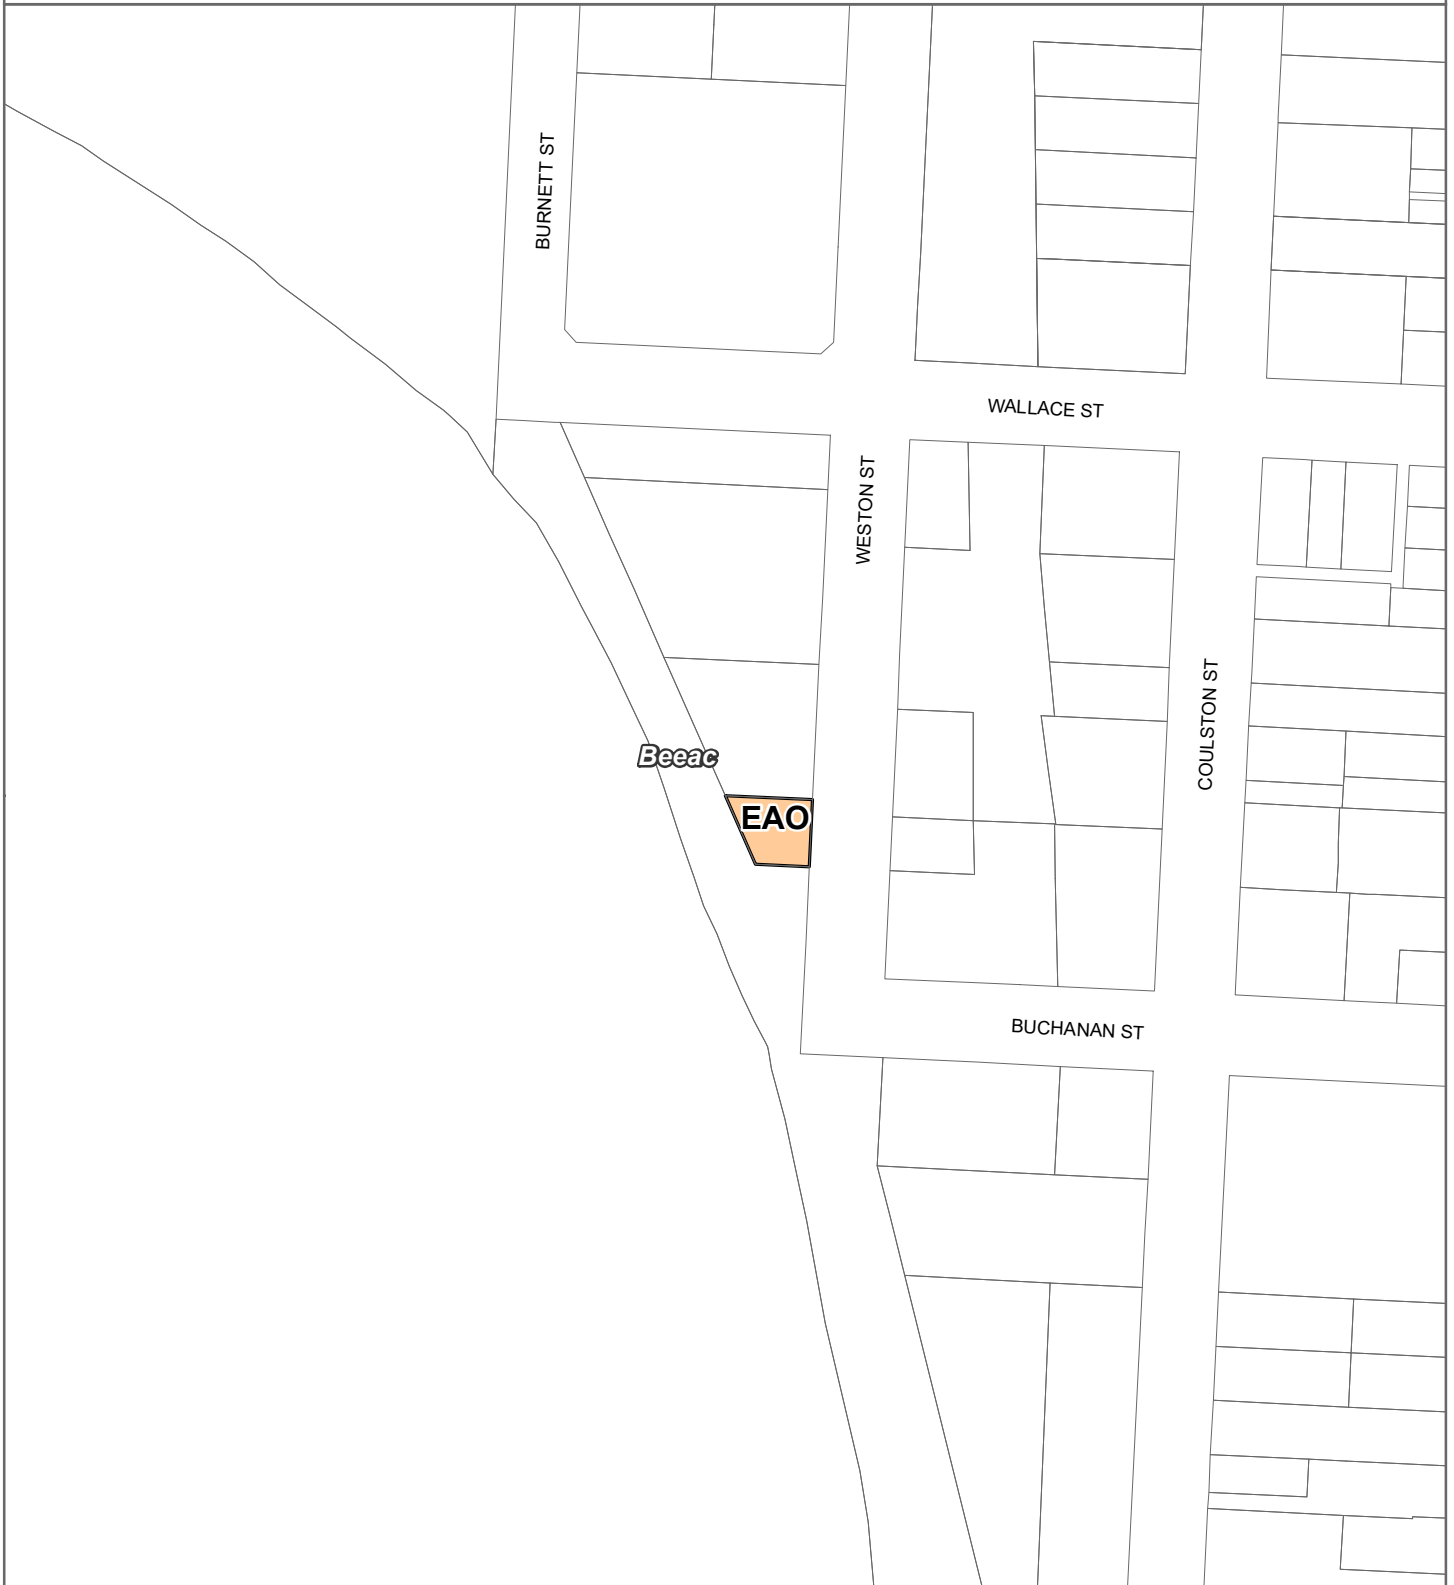 BURNETT ST
WALLACE ST
WESTON ST
COULSTON ST
Beeac
EAO
BUCHANAN ST